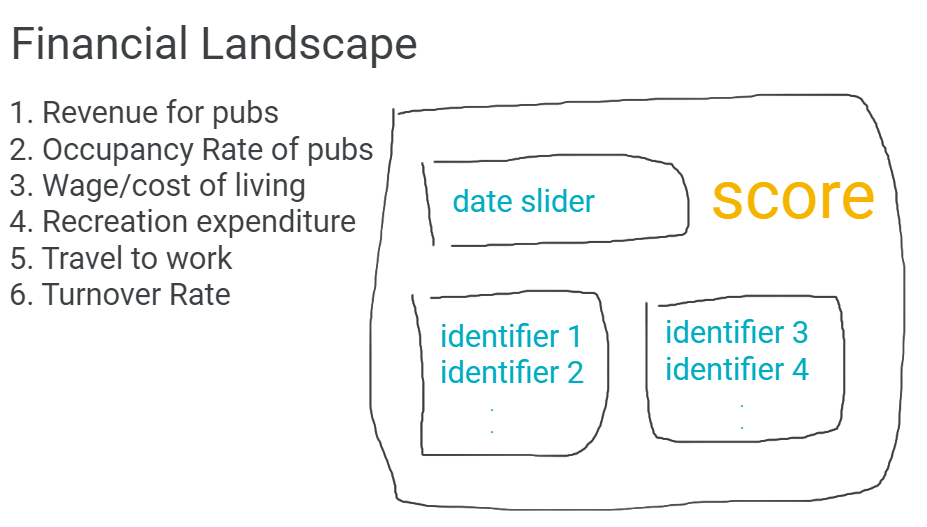 Financial Landscape
1. Revenue for pubs
2. Occupancy Rate of pubs
3. Wage/cost of living
4. Recreation expenditure
5. Travel to work
6. Turnover Rate
date slider
score
identifier 1
identifier 2
.
.
identifier 3
identifier 4
.
.